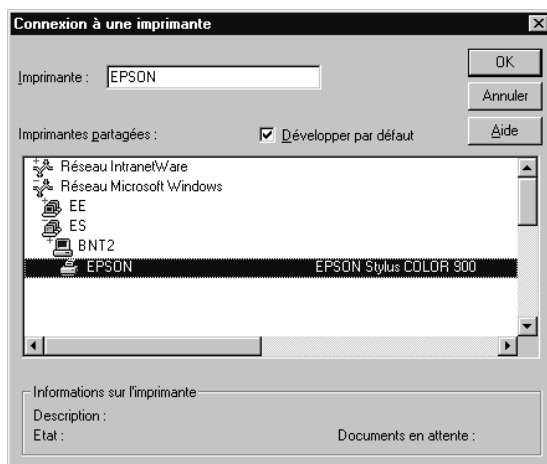 Connexion à une imprimante
OK
Imprimante : EPSON
Annuler
Imprimantes partagées : Développer par défaut Aide
Réseau IntranetWare
Réseau Microsoft Windows
EE
ES
BNT2
EPSON EPSON Stylus COLOR 900
Informations sur l'imprimante
Description :
Etat : Documents en attente :